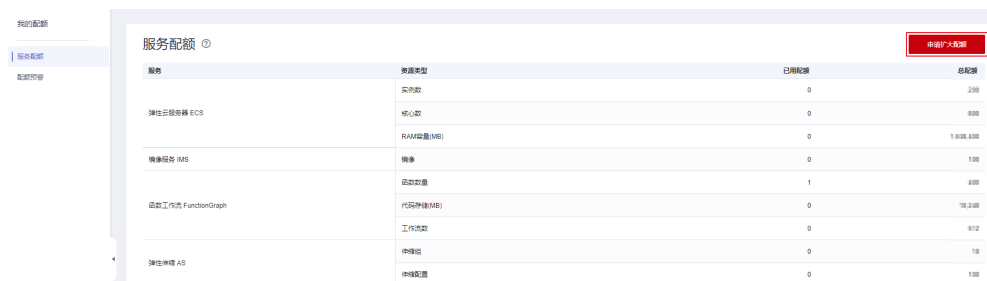 我的配额
服务配额
配额预警
服务配额
申请扩大配额
服务 资源类型 已用配额 总配额
弹性云服务器 ECS
实例数 0
核心数 0
RAM容量(MB) 0
镜像服务 IMS 镜像 0
函数工作流 FunctionGraph
函数数量 1
代码存储(MB) 0
工作流数 0
弹性伸缩 AS
伸缩组 0
伸缩配置 0